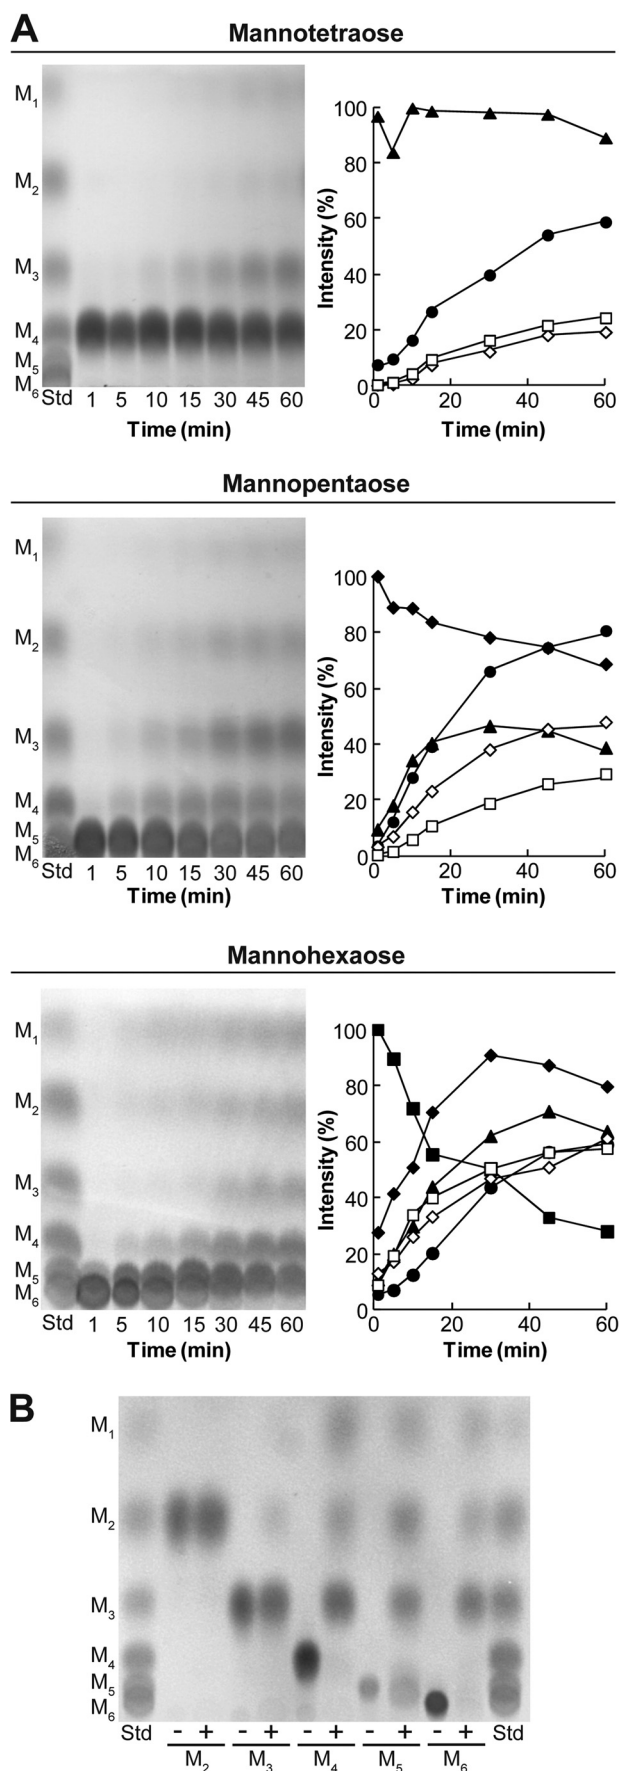 A
Mannotetraose
M1
M2
M3
M4
M5
M6
Std 1 5 10 15 30 45 60
Time (min)
Intensity (%)
100
80
60
40
20
0
0 20 40 60
Time (min)
Mannopentaose
M1
M2
M3
M4
M5
M6
Std 1 5 10 15 30 45 60
Time (min)
Intensity (%)
100
80
60
40
20
0
0 20 40 60
Time (min)
Mannohexaose
M1
M2
M3
M4
M5
M6
Std 1 5 10 15 30 45 60
Time (min)
Intensity (%)
100
80
60
40
20
0
0 20 40 60
Time (min)
B
M1
M2
M3
M4
M5
M6
Std - + - + - + - + - + Std
M2 M3 M4 M5 M6